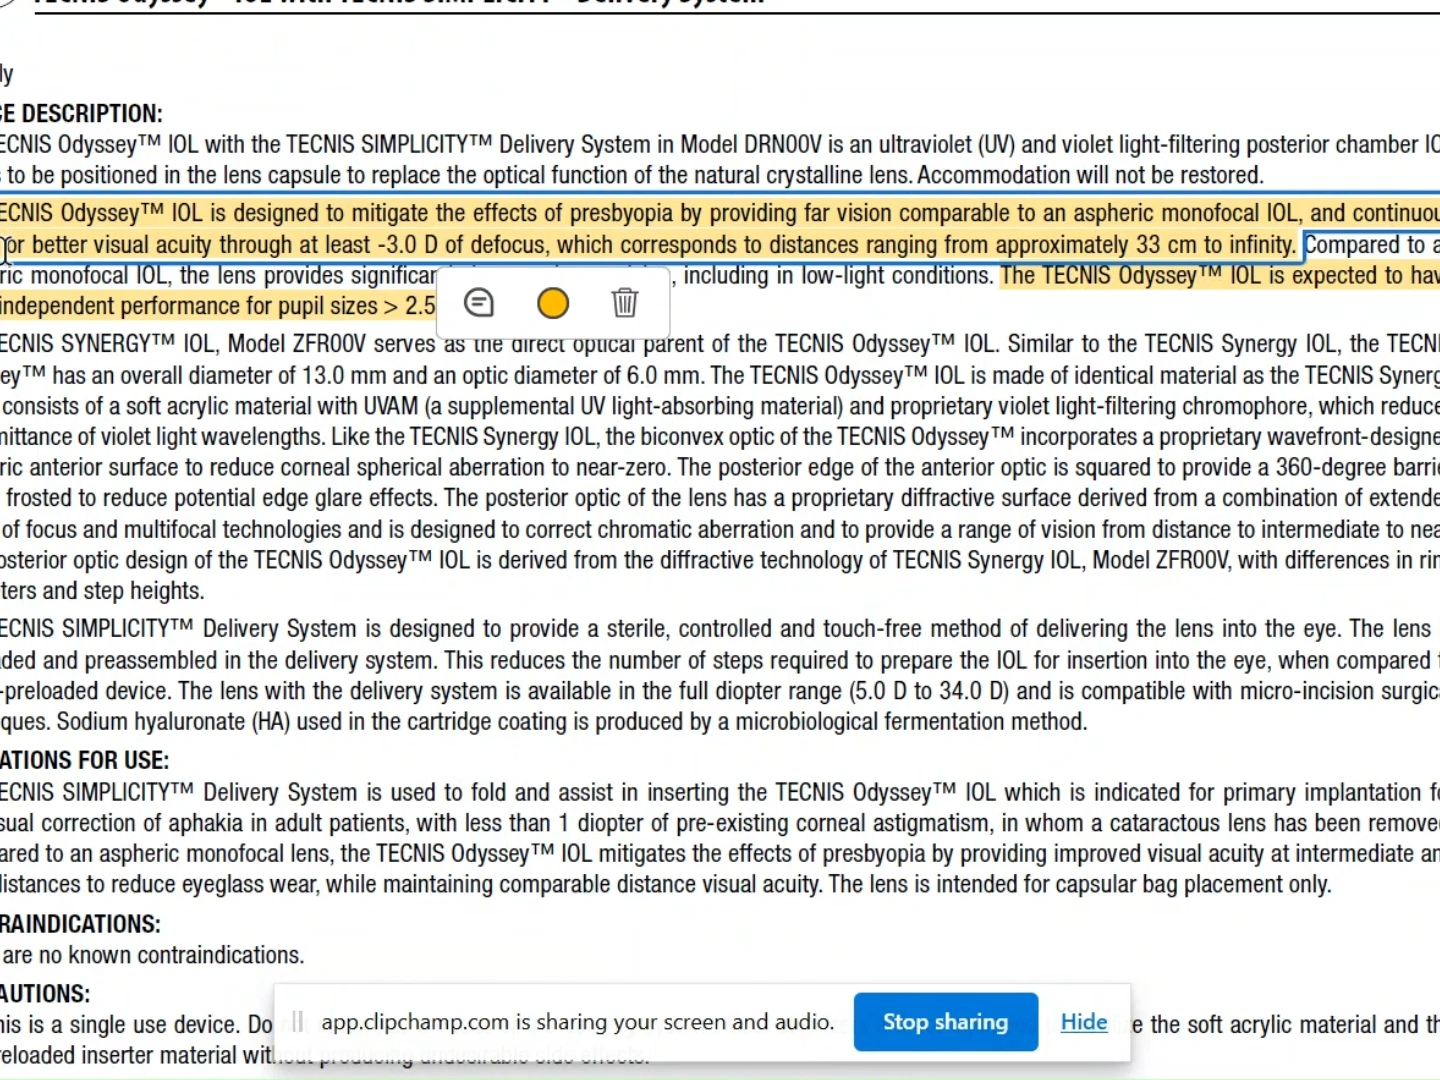 TECNIS Odyssey™ IOL with TECNIS SIMPLICITY™ Delivery System
ly
CE DESCRIPTION:
ECNIS Odyssey™ IOL with the TECNIS SIMPLICITY™ Delivery System in Model DRN00V is an ultraviolet (UV) and violet light-filtering posterior chamber IO
to be positioned in the lens capsule to replace the optical function of the natural crystalline lens. Accommodation will not be restored.
ECNIS Odyssey™ IOL is designed to mitigate the effects of presbyopia by providing far vision comparable to an aspheric monofocal IOL, and continuou
or better visual acuity through at least -3.0 D of defocus, which corresponds to distances ranging from approximately 33 cm to infinity. Compared to a
ric monofocal IOL, the lens provides significan , including in low-light conditions. The TECNIS Odyssey™ IOL is expected to hav
independent performance for pupil sizes > 2.5
ECNIS SYNERGY™ IOL, Model ZFR00V serves as the direct optical parent of the TECNIS Odyssey™ IOL. Similar to the TECNIS Synergy IOL, the TECNI
ey™ has an overall diameter of 13.0 mm and an optic diameter of 6.0 mm. The TECNIS Odyssey™ IOL is made of identical material as the TECNIS Synerg
consists of a soft acrylic material with UVAM (a supplemental UV light-absorbing material) and proprietary violet light-filtering chromophore, which reduce
mittance of violet light wavelengths. Like the TECNIS Synergy IOL, the biconvex optic of the TECNIS Odyssey™ incorporates a proprietary wavefront-designe
ric anterior surface to reduce corneal spherical aberration to near-zero. The posterior edge of the anterior optic is squared to provide a 360-degree barrie
frosted to reduce potential edge glare effects. The posterior optic of the lens has a proprietary diffractive surface derived from a combination of extende
of focus and multifocal technologies and is designed to correct chromatic aberration and to provide a range of vision from distance to intermediate to nea
osterior optic design of the TECNIS Odyssey™ IOL is derived from the diffractive technology of TECNIS Synergy IOL, Model ZFR00V, with differences in rin
ters and step heights.
ECNIS SIMPLICITY™ Delivery System is designed to provide a sterile, controlled and touch-free method of delivering the lens into the eye. The lens
ded and preassembled in the delivery system. This reduces the number of steps required to prepare the IOL for insertion into the eye, when compared t
-preloaded device. The lens with the delivery system is available in the full diopter range (5.0 D to 34.0 D) and is compatible with micro-incision surgica
ques. Sodium hyaluronate (HA) used in the cartridge coating is produced by a microbiological fermentation method.
ATIONS FOR USE:
ECNIS SIMPLICITY™ Delivery System is used to fold and assist in inserting the TECNIS Odyssey™ IOL which is indicated for primary implantation fo
sual correction of aphakia in adult patients, with less than 1 diopter of pre-existing corneal astigmatism, in whom a cataractous lens has been remove
ared to an aspheric monofocal lens, the TECNIS Odyssey™ IOL mitigates the effects of presbyopia by providing improved visual acuity at intermediate an
distances to reduce eyeglass wear, while maintaining comparable distance visual acuity. The lens is intended for capsular bag placement only.
RAINDICATIONS:
are no known contraindications.
AUTIONS:
his is a single use device. Do e the soft acrylic material and th
reloaded inserter material without producing undesirable side effects.
app.clipchamp.com is sharing your screen and audio.
Stop sharing
Hide